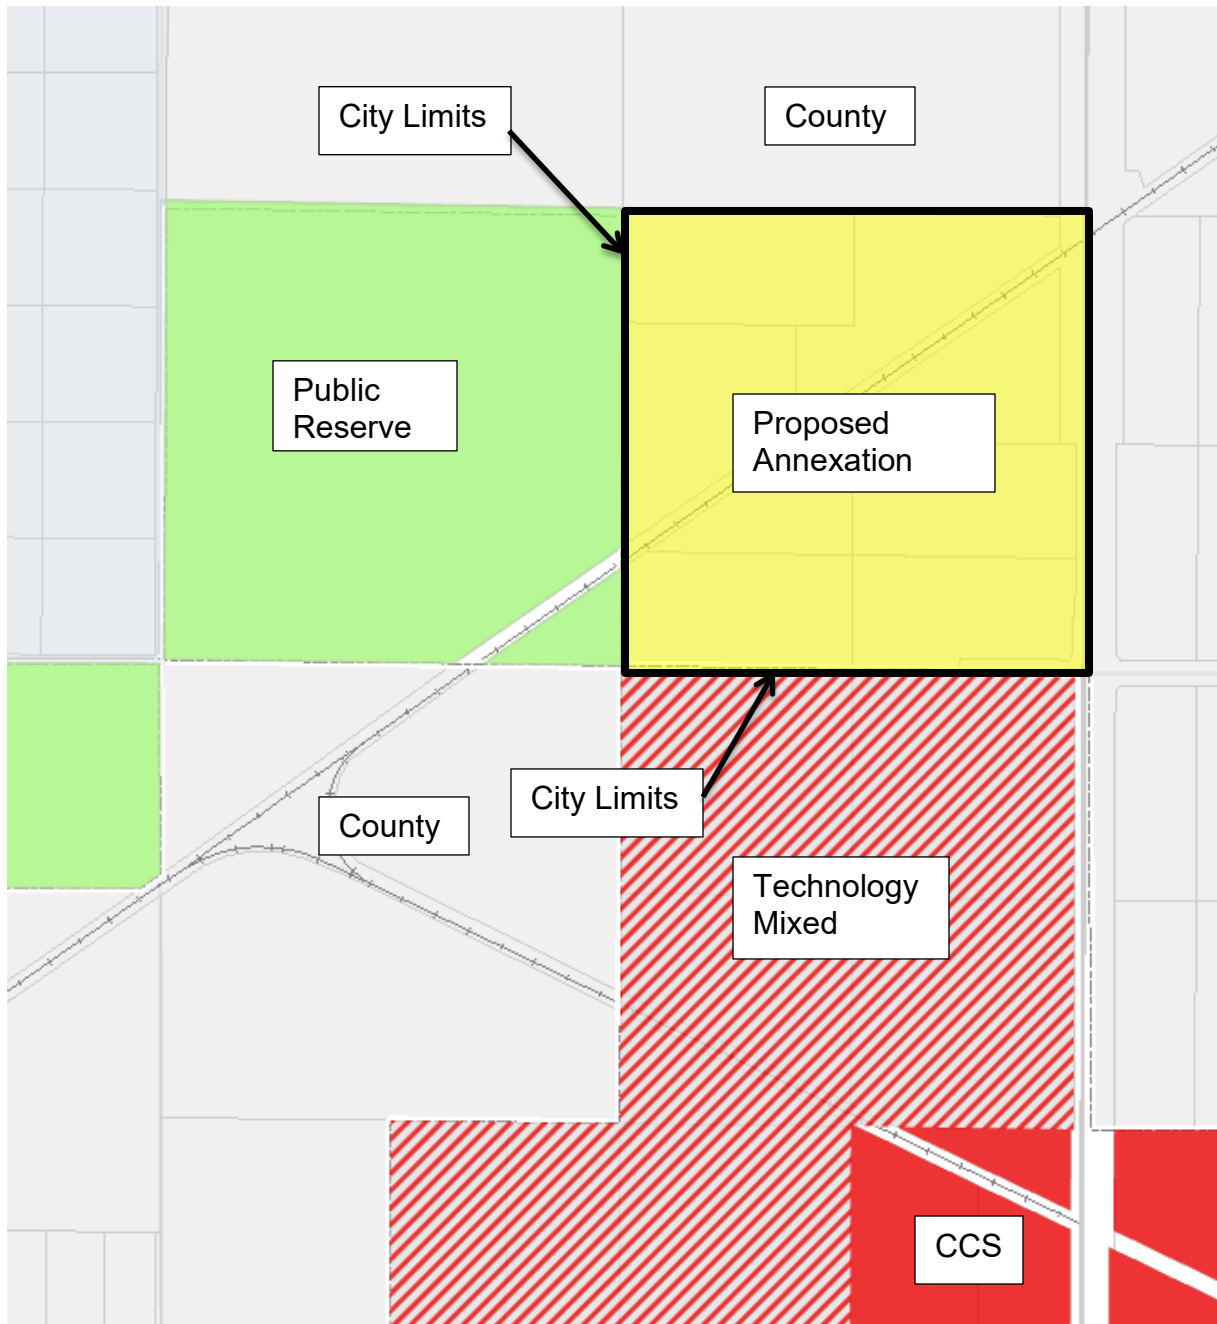 City Limits
County
Public
Reserve
Proposed
Annexation
City Limits
County
Technology
Mixed
CCS